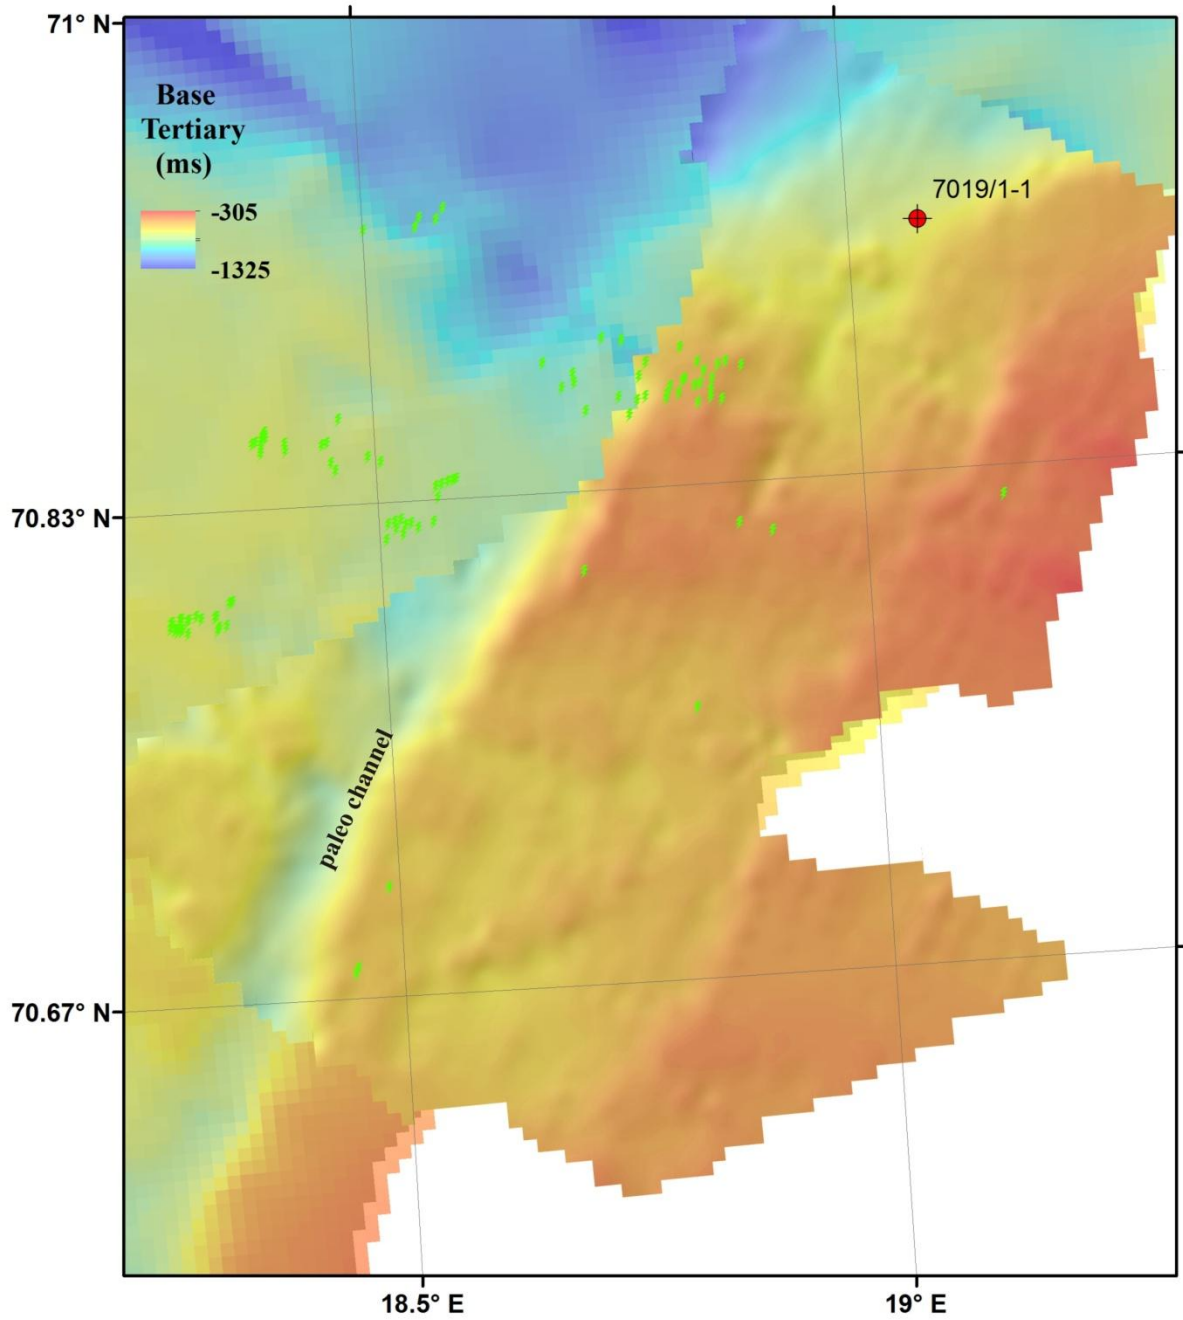 71° N
Base
Tertiary
(ms)
-305
-1325
7019/1-1
70.83° N
paleo channel
70.67° N
18.5° E
19° E